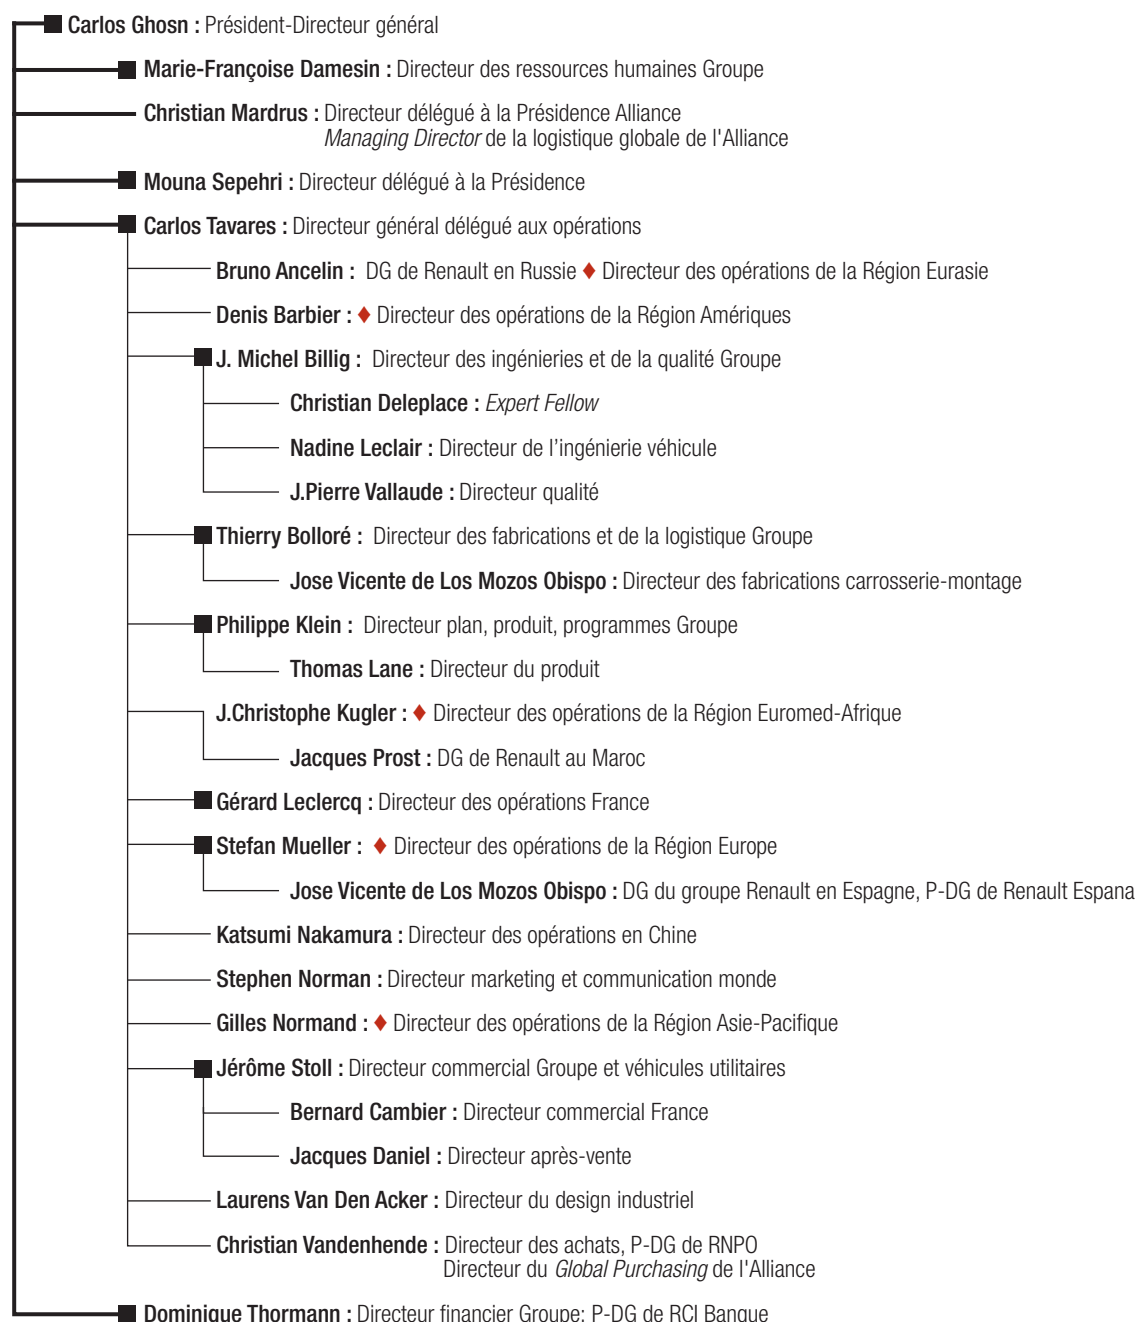 Carlos Ghosn : Président-Directeur général
Marie-Françoise Damesin : Directeur des ressources humaines Groupe
Christian Mardrus : Directeur délégué à la Présidence Alliance
Managing Director de la logistique globale de l'Alliance
Mouna Sepehri : Directeur délégué à la Présidence
Carlos Tavares : Directeur général délégué aux opérations
Bruno Ancelin : DG de Renault en Russie ♦ Directeur des opérations de la Région Eurasie
Denis Barbier : ♦ Directeur des opérations de la Région Amériques
J. Michel Billig : Directeur des ingénieries et de la qualité Groupe
Christian Deleplace : Expert Fellow
Nadine Leclair : Directeur de l’ingénierie véhicule
J.Pierre Vallaude : Directeur qualité
Thierry Bolloré : Directeur des fabrications et de la logistique Groupe
Jose Vicente de Los Mozos Obispo : Directeur des fabrications carrosserie-montage
Philippe Klein : Directeur plan, produit, programmes Groupe
Thomas Lane : Directeur du produit
J.Christophe Kugler : ♦ Directeur des opérations de la Région Euromed-Afrique
Jacques Prost : DG de Renault au Maroc
Gérard Leclercq : Directeur des opérations France
Stefan Mueller : ♦ Directeur des opérations de la Région Europe
Jose Vicente de Los Mozos Obispo : DG du groupe Renault en Espagne, P-DG de Renault Espana
Katsumi Nakamura : Directeur des opérations en Chine
Stephen Norman : Directeur marketing et communication monde
Gilles Normand : ♦ Directeur des opérations de la Région Asie-Pacifique
Jérôme Stoll : Directeur commercial Groupe et véhicules utilitaires
Bernard Cambier : Directeur commercial France
Jacques Daniel : Directeur après-vente
Laurens Van Den Acker : Directeur du design industriel
Christian Vandenhende : Directeur des achats, P-DG de RNPO
Directeur du Global Purchasing de l'Alliance
Dominique Thormann : Directeur financier Groupe; P-DG de RCI Banque